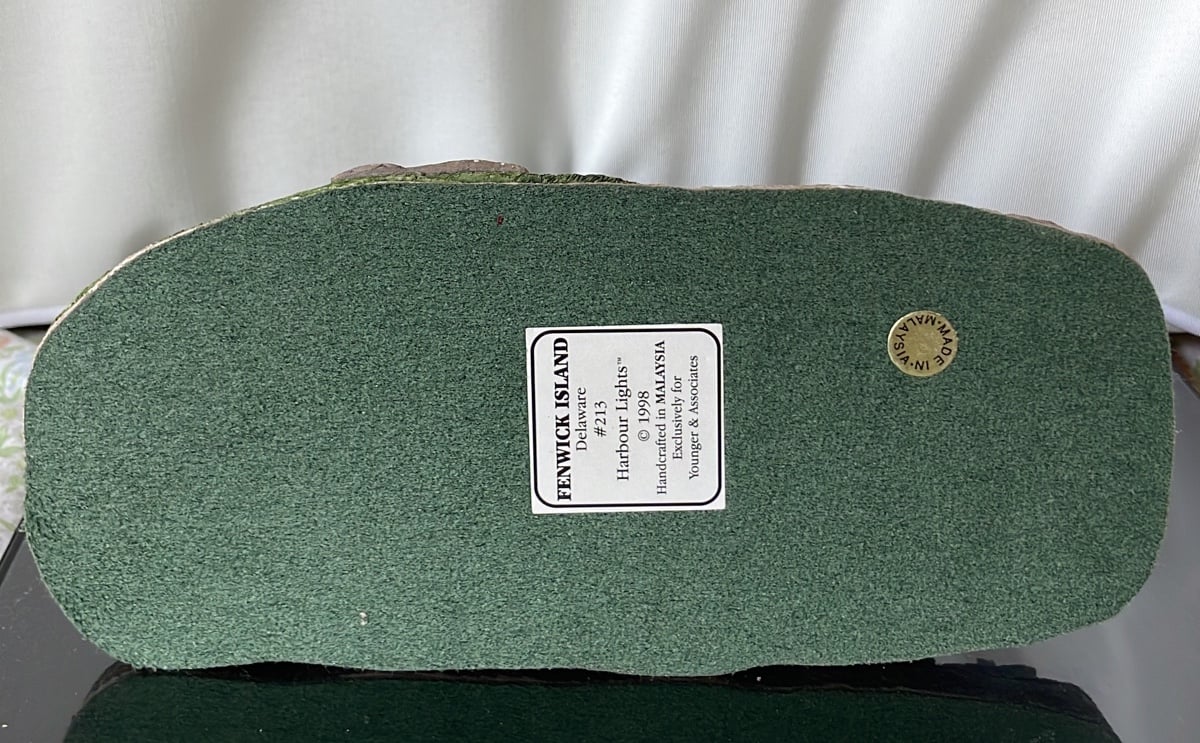 FENWICK ISLAND
Delaware
#213
Harbour Lights™
© 1998
Handcrafted in MALAYSIA
Exclusively for
Younger & Associates
MADE IN MALAYSIA